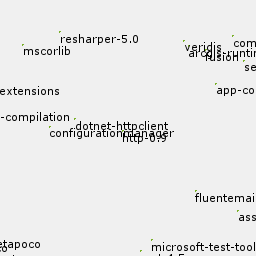 resharper-5.0
com
veridis
mscorlib
arcgis-runtim
fusion
se
app-co
extensions
-compilation
dotnet-httpclient
configurationmanager
http-0.9
fluentemai
ass
etapoco
microsoft-test-tool